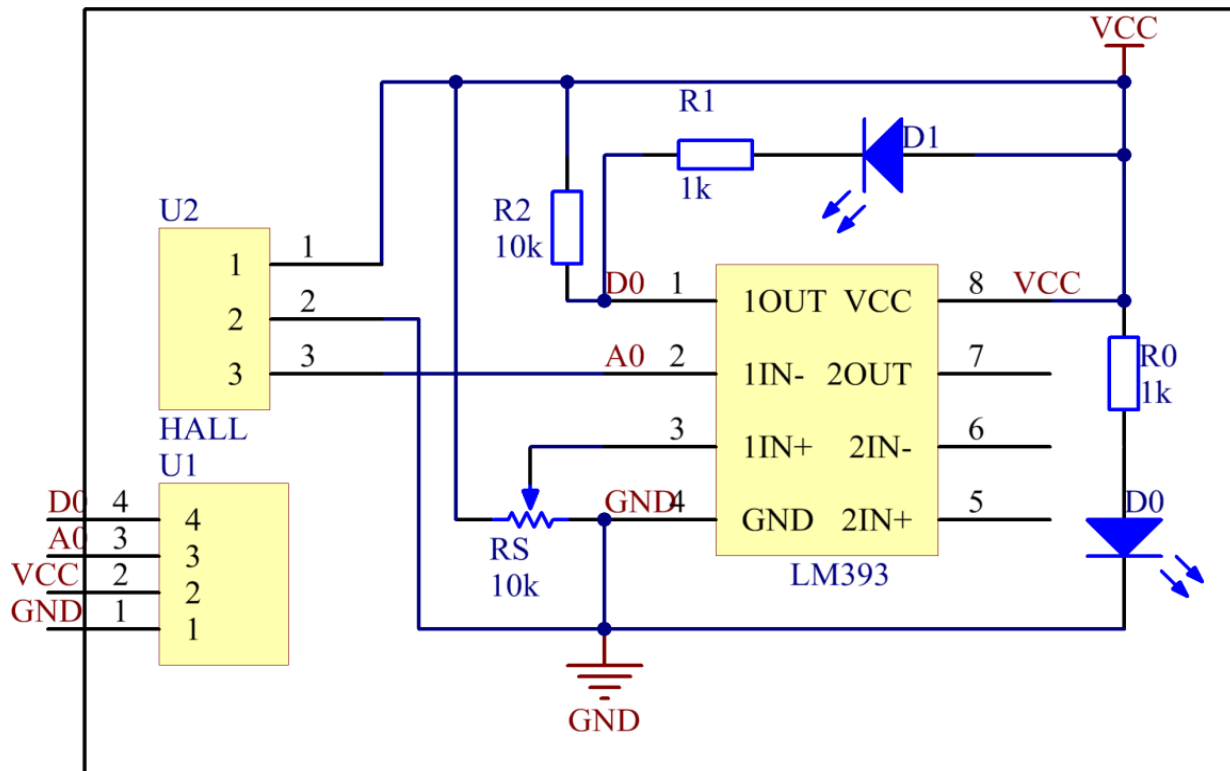 VCC
R1
1k
D1
U2
1
2
3
1
2
3
HALL
R2
10k
D0
1
1OUT
VCC
8
VCC
A0
2
1IN-
2OUT
7
R0
1k
3
1IN+
2IN-
6
GND
4
GND
2IN+
5
D0
RS
10k
LM393
U1
D0
4
4
A0
3
3
VCC
2
2
GND
1
1
GND